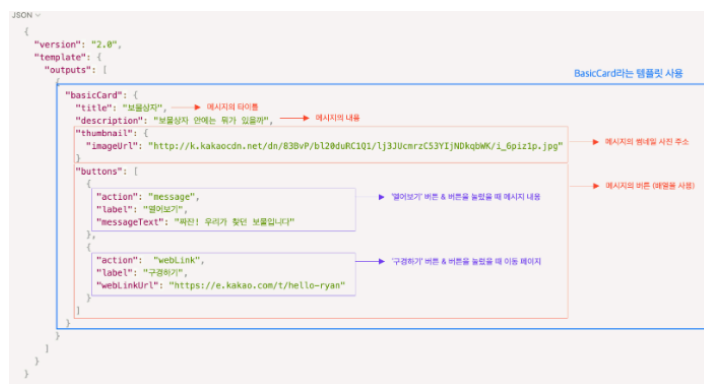 JSON
{
"version": "2.0",
"template": {
"outputs": [
{
BasicCard라는 템플릿 사용
"basicCard": {
"title": "보물상자", 메시지의 타이틀
"description": "보물상자 안에는 뭐가 있을까", 메시지의 내용
"thumbnail": {
"imageUrl": "http://k.kakaocdn.net/dn/83BvP/bl20duRC1Q1/lj3JUcmrzC53YIjNDkqbWK/i_6piz1p.jpg" 메시지의 썸네일 사진 주소
}
"buttons": [ 메시지의 버튼 (배열을 사용)
{
"action": "message", '열어보기' 버튼 & 버튼을 눌렀을 때 메시지 내용
"label": "열어보기",
"messageText": "짜잔! 우리가 찾던 보물입니다"
},
{
"action": "webLink", '구경하기' 버튼 & 버튼을 눌렀을 때 이동 페이지
"label": "구경하기",
"webLinkUrl": "https://e.kakao.com/t/hello-ryan"
}
]
}
}
]
}
}